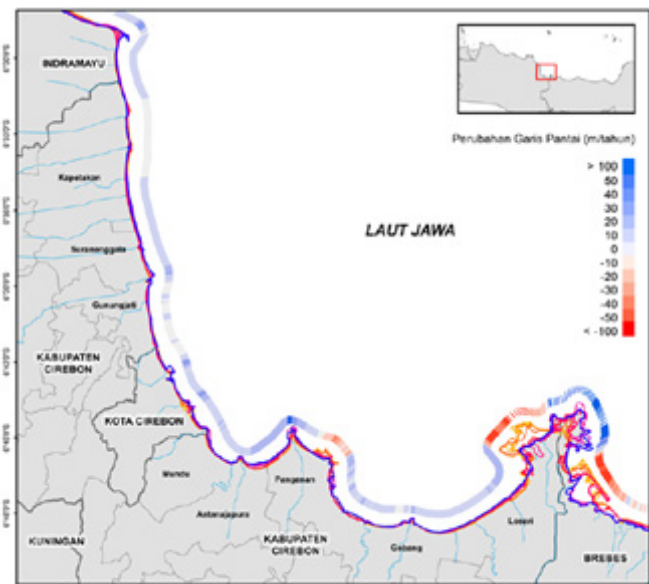 INDRAMAYU
Perubahan Garis Pantai (m/tahun)
> 100
50
40
30
20
10
0
-10
-20
-30
-40
-50
< -100
Kapetakan
LAUT JAWA
Suranenggala
Gunungjati
KABUPATEN
CIREBON
KOTA CIREBON
Mundu
Pangenan
Astanajapura
KABUPATEN
CIREBON
Gebang
Losari
KUNINGAN
BREBES